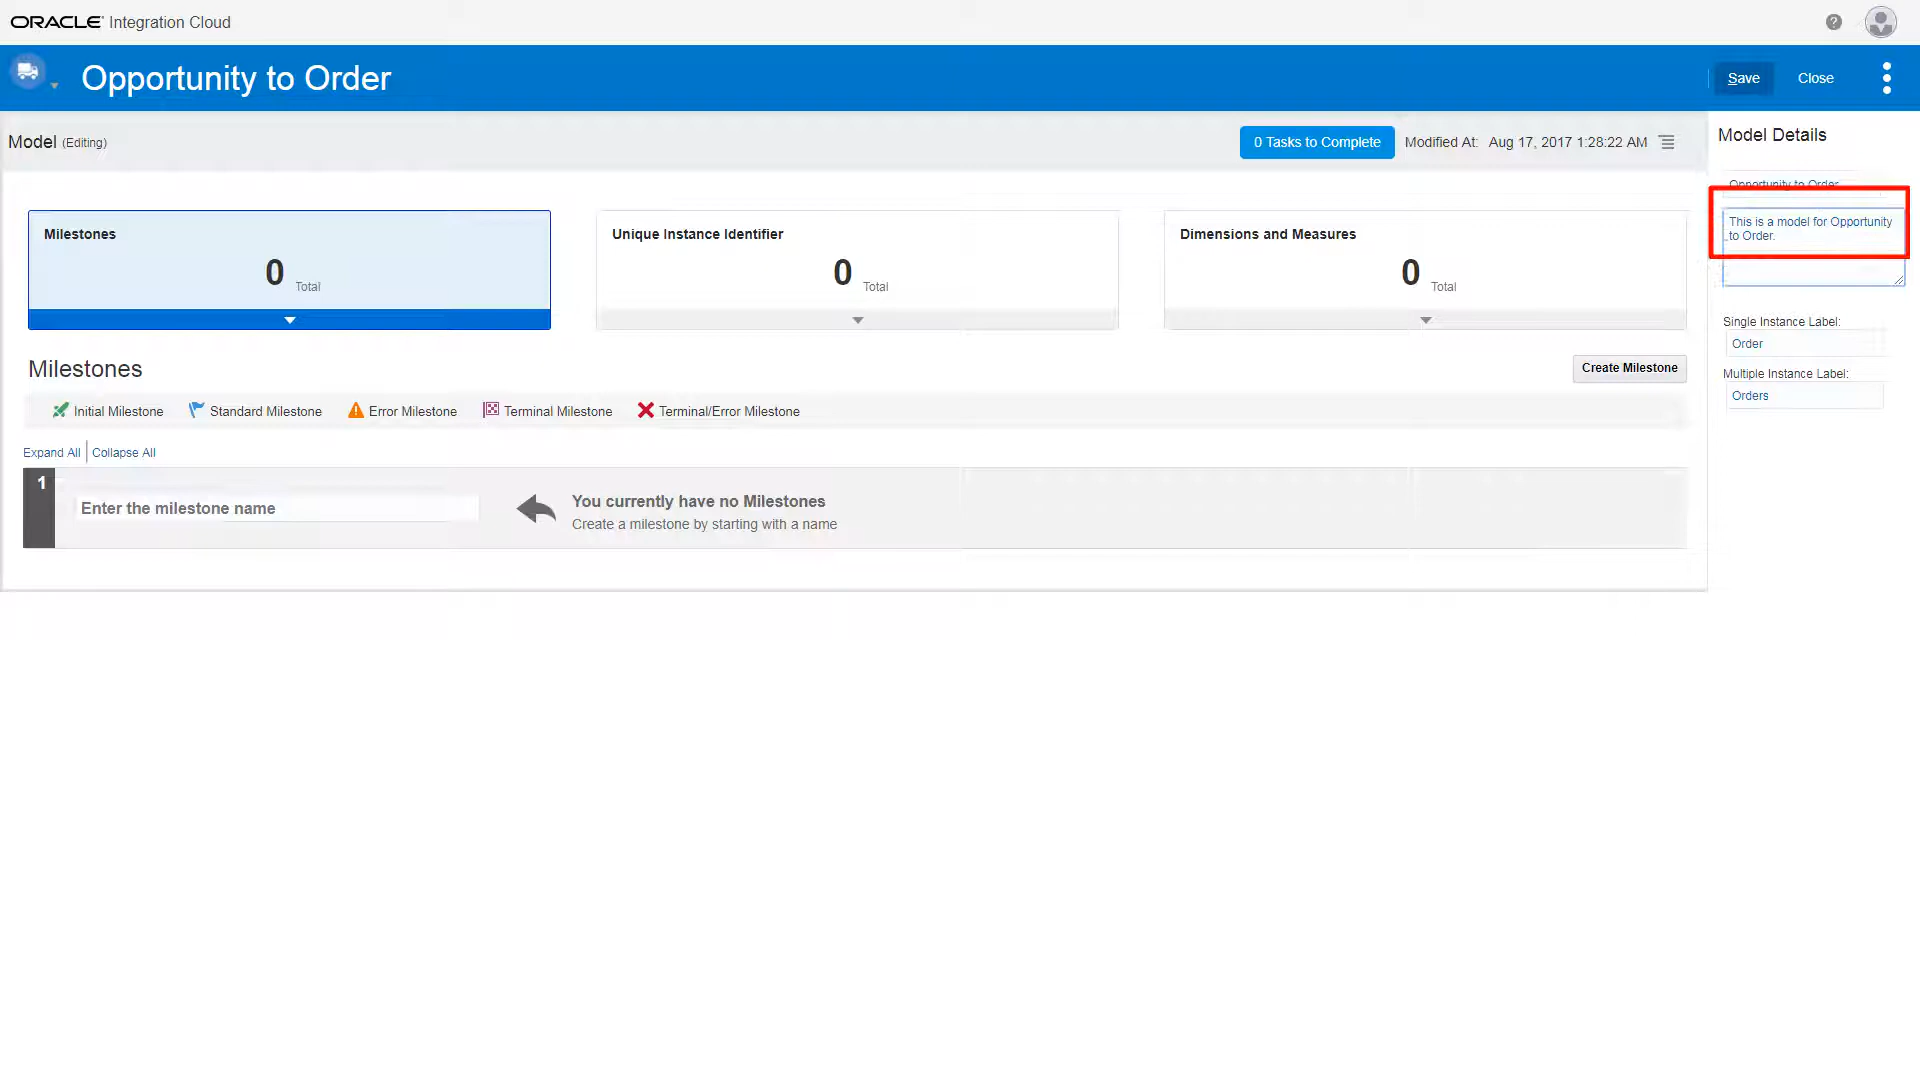 ORACLE Integration Cloud
Opportunity to Order
Save
Close
Model (Editing)
0 Tasks to Complete
Modified At: Aug 17, 2017 1:28:22 AM
Model Details
Opportunity to Order
This is a model for Opportunity
to Order.
Single Instance Label:
Order
Multiple Instance Label:
Orders
Milestones
0 Total
Unique Instance Identifier
0 Total
Dimensions and Measures
0 Total
Milestones
Create Milestone
Initial Milestone
Standard Milestone
Error Milestone
Terminal Milestone
Terminal/Error Milestone
Expand All
Collapse All
1
Enter the milestone name
You currently have no Milestones
Create a milestone by starting with a name